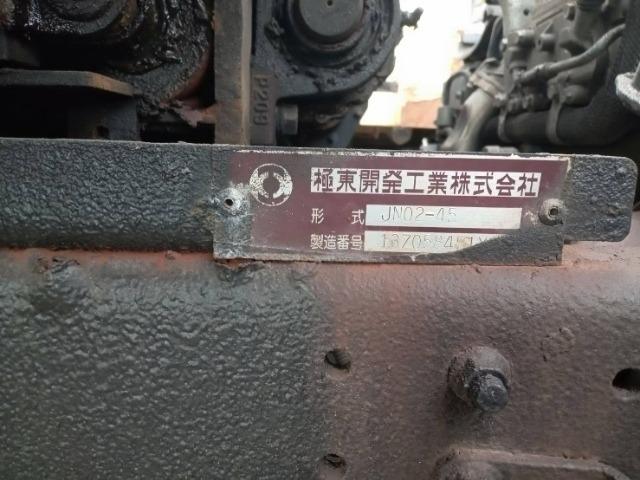 P209
極東開発工業株式会社
形 式 JN02-45
製造番号